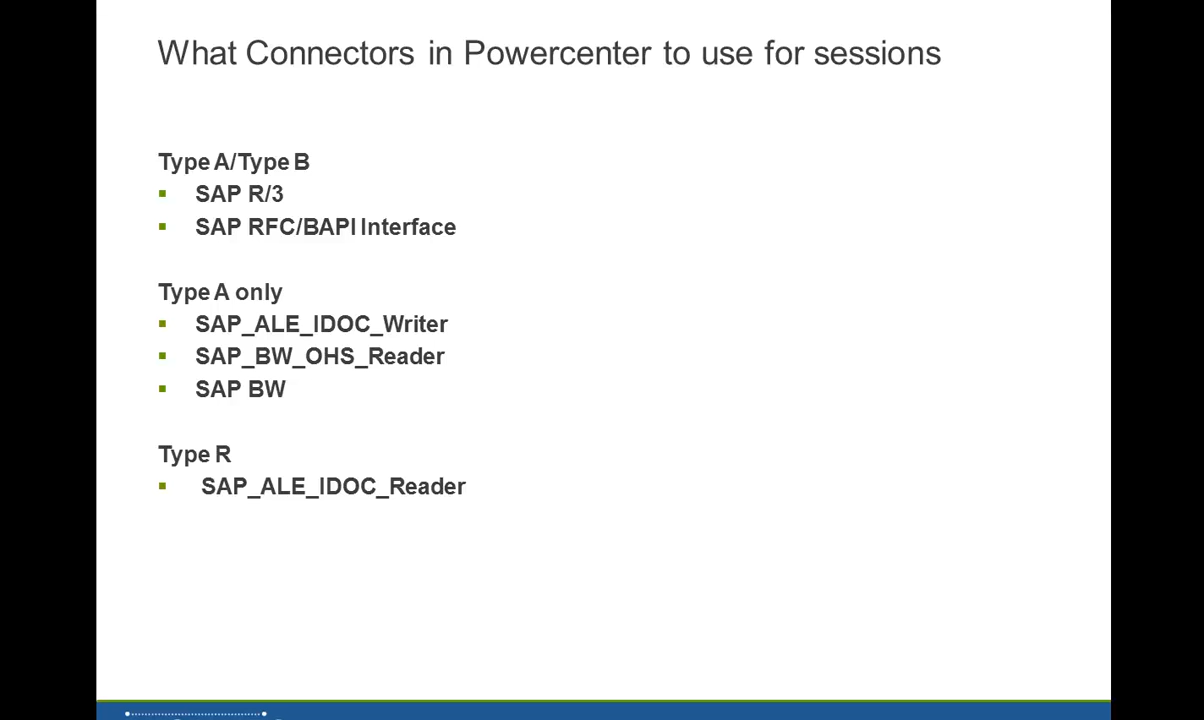 What Connectors in Powercenter to use for sessions
Type A/Type B
▪ SAP R/3
▪ SAP RFC/BAPI Interface
Type A only
▪ SAP_ALE_IDOC_Writer
▪ SAP_BW_OHS_Reader
▪ SAP BW
Type R
▪ SAP_ALE_IDOC_Reader